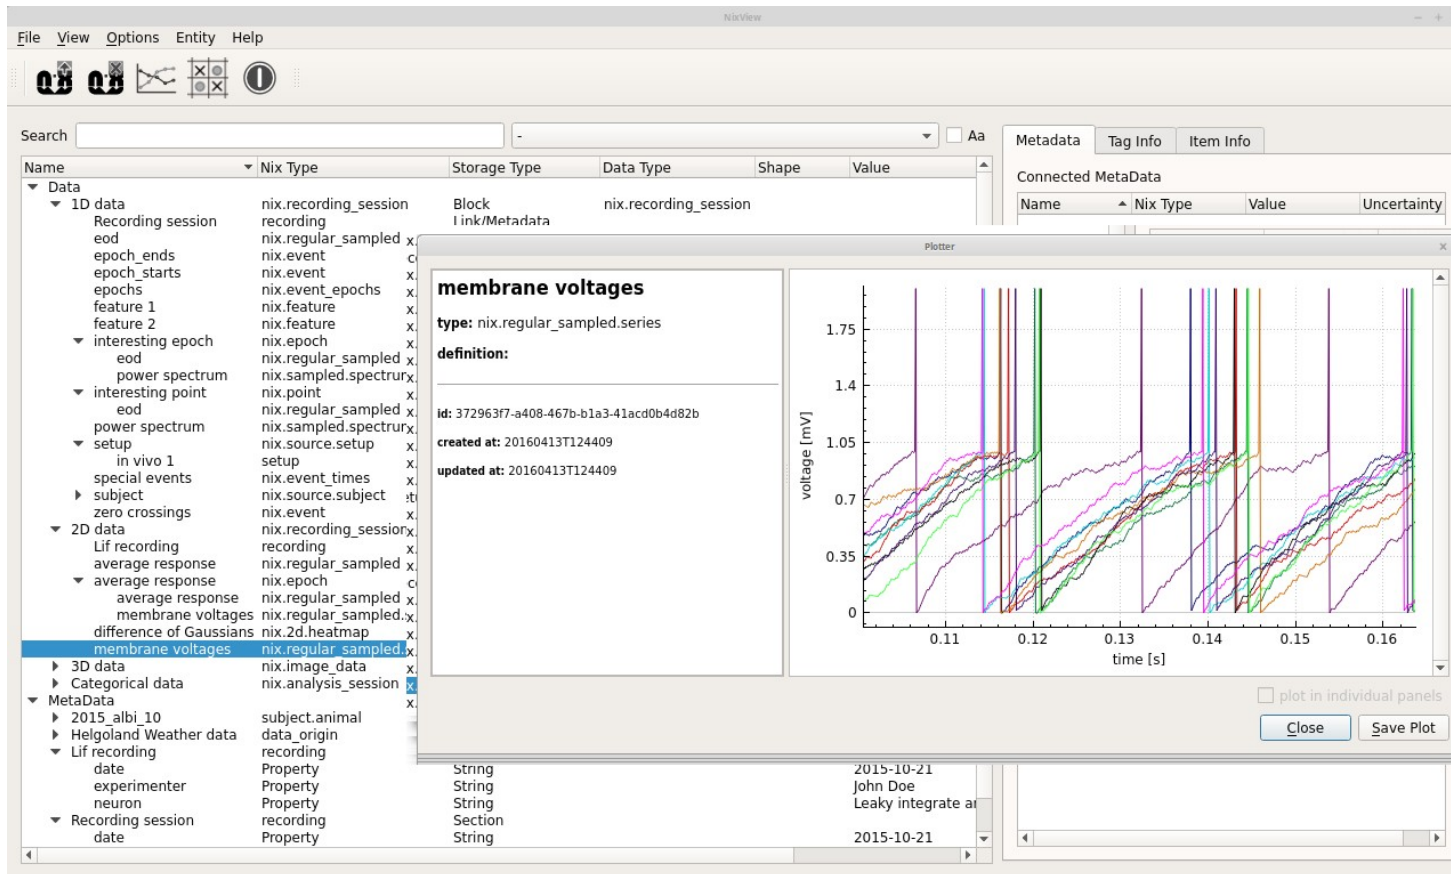 NixView
File View Options Entity Help
Search - Aa
Name Nix Type Storage Type Data Type Shape Value
Data
1D data nix.recording_session Block nix.recording_session
Recording session recording Link/Metadata
eod nix.regular_sampled x.
epoch_ends nix.event
epoch_starts nix.event x.
epochs nix.event_epochs x.
feature 1 nix.feature x.
feature 2 nix.feature x.
interesting epoch nix.epoch x.
eod nix.regular_sampled x.
power spectrum nix.sampled.spectrum x.
interesting point nix.point x.
eod nix.regular_sampled x.
power spectrum nix.sampled.spectrum x.
setup nix.source.setup x.
in vivo 1 setup x.
special events nix.event_times x.
subject nix.source.subject
zero crossings nix.event x.
2D data nix.recording_session x.
Lif recording recording x.
average response nix.regular_sampled x.
average response nix.epoch
average response nix.regular_sampled x.
membrane voltages nix.regular_sampled. x.
difference of Gaussians nix.2d.heatmap x.
membrane voltages nix.regular_sampled. x.
3D data nix.image_data x.
Categorical data nix.analysis_session x.
MetaData x.
2015_albi_10 subject.animal
Helgoland Weather data data_origin
Lif recording recording
date Property String 2015-10-21
experimenter Property String John Doe
neuron Property String Leaky integrate
Recording session recording Section
date Property String 2015-10-21
Metadata Tag Info Item Info
Connected MetaData
Name Nix Type Value Uncertainty
Plotter
membrane voltages
type: nix.regular_sampled.series
definition:
id: 372963f7-a408-467b-b1a3-41acd0b4d82b
created at: 20160413T124409
updated at: 20160413T124409
voltage [mV]
1.75
1.4
1.05
0.7
0.35
0
0.11 0.12 0.13 0.14 0.15 0.16
time [s]
plot in individual panels
Close Save Plot